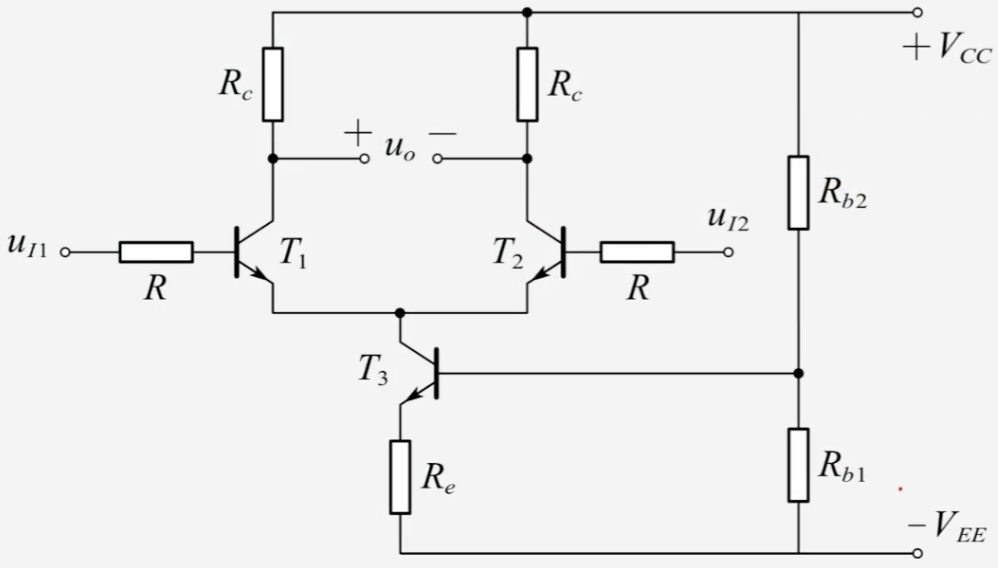 +V_{CC}
R_c
R_c
+ u_o −
R_{b2}
u_{I1}
T_1
T_2
u_{I2}
R
R
T_3
R_e
R_{b1}
−V_{EE}